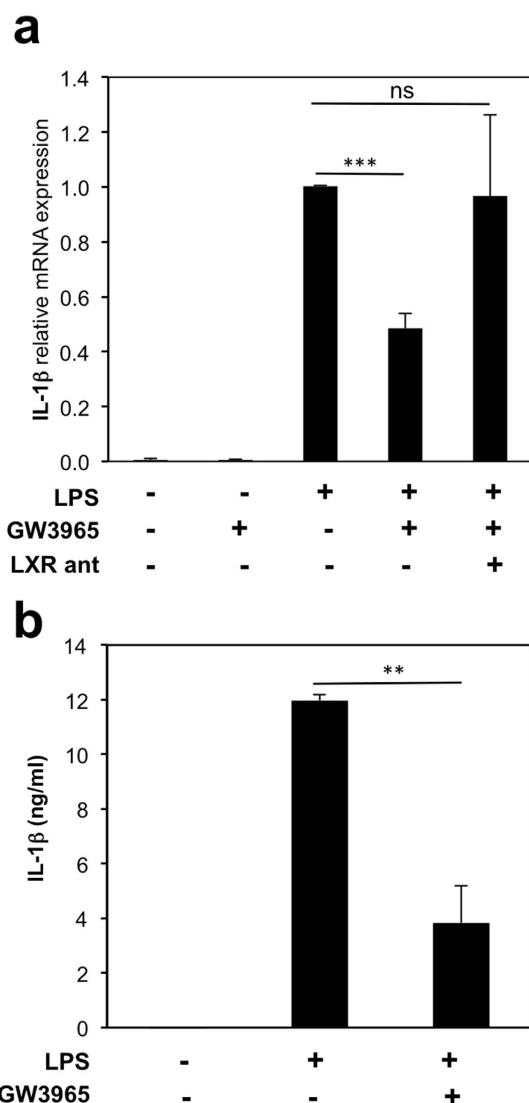 a
IL-1β relative mRNA expression
1.4
ns
1.2
***
1.0
0.8
0.6
0.4
0.2
0.0
LPS - - + + +
GW3965 - + - + +
LXR ant - - - - +
b
IL-1β (ng/ml)
14
**
12
10
8
6
4
2
0
LPS - + +
GW3965 - - +